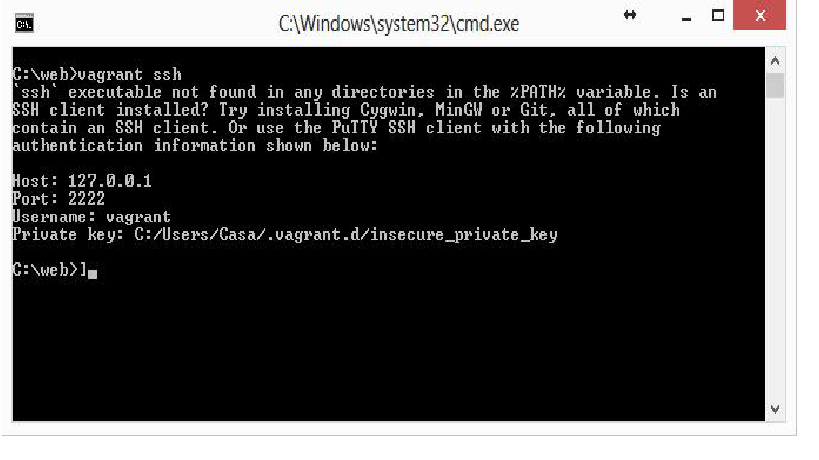 C:\Windows\system32\cmd.exe
C:\web>vagrant ssh
`ssh` executable not found in any directories in the %PATH% variable. Is an
SSH client installed? Try installing Cygwin, MinGW or Git, all of which
contain an SSH client. Or use the PuTTY SSH client with the following
authentication information shown below:
Host: 127.0.0.1
Port: 2222
Username: vagrant
Private key: C:/Users/Casa/.vagrant.d/insecure_private_key
C:\web>l